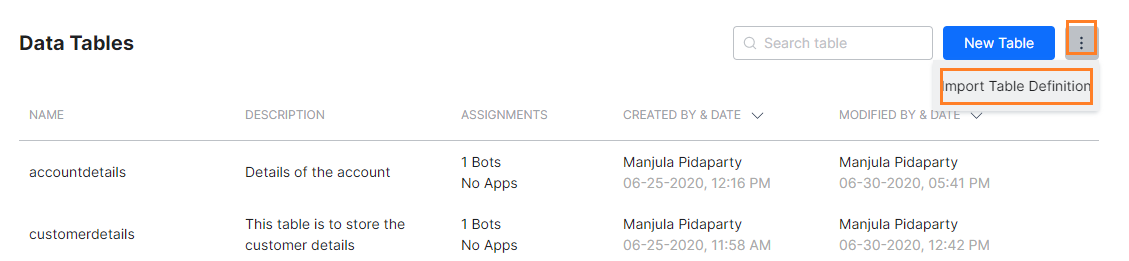 Data Tables
Search table
New Table
Import Table Definition
NAME DESCRIPTION ASSIGNMENTS CREATED BY & DATE MODIFIED BY & DATE
accountdetails
Details of the account
1 Bots
No Apps
Manjula Pidaparty
06-25-2020, 12:16 PM
Manjula Pidaparty
06-30-2020, 05:41 PM
customerdetails
This table is to store the
customer details
1 Bots
No Apps
Manjula Pidaparty
06-25-2020, 11:58 AM
Manjula Pidaparty
06-30-2020, 12:42 PM